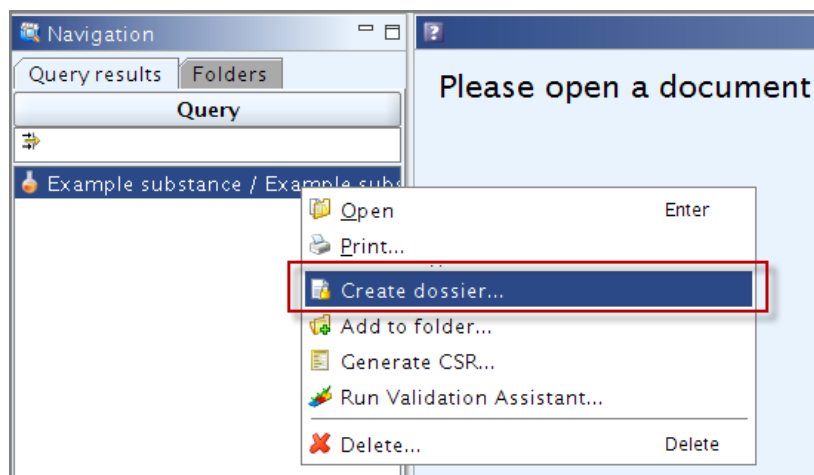 Navigation
Query results Folders
Query
Please open a document
Example substance / Example subs
Open Enter
Print...
Create dossier...
Add to folder...
Generate CSR...
Run Validation Assistant...
Delete... Delete